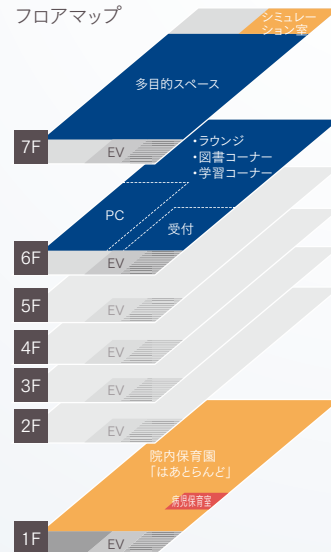 フロアマップ
シミュレー
ション室
多目的スペース
7F
EV
・ラウンジ
・図書コーナー
・学習コーナー
PC
受付
6F
EV
5F
EV
4F
EV
3F
EV
2F
EV
院内保育園
「はあとらんど」
病児保育室
1F
EV